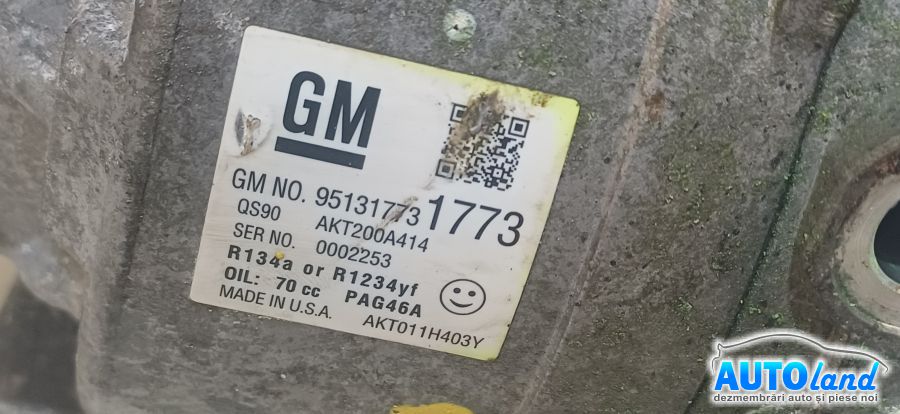 GM
GM NO. 95131773 1773
QS90 AKT200A414
SER NO. 0002253
R134a or R1234yf
OIL: 70 cc PAG46A
MADE IN U.S.A. AKT011H403Y
AUTOland
dezmembrări auto și piese noi